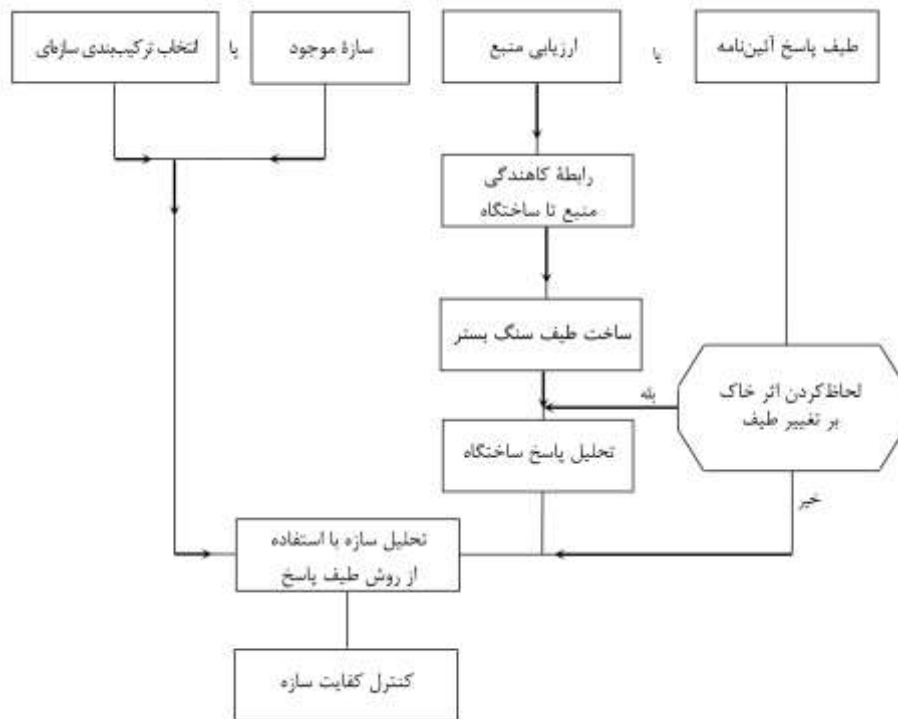 طیف پاسخ آئین‌نامه
یا
ارزیابی منبع
سازهٔ موجود
یا
انتخاب ترکیب‌بندی سازه‌ای
رابطهٔ کاهندگی
منبع تا ساختگاه
ساخت طیف سنگ بستر
لحاظ‌کردن اثر خاک
بر تغییر طیف
بله
تحلیل پاسخ ساختگاه
خیر
تحلیل سازه با استفاده
از روش طیف پاسخ
کنترل کفایت سازه